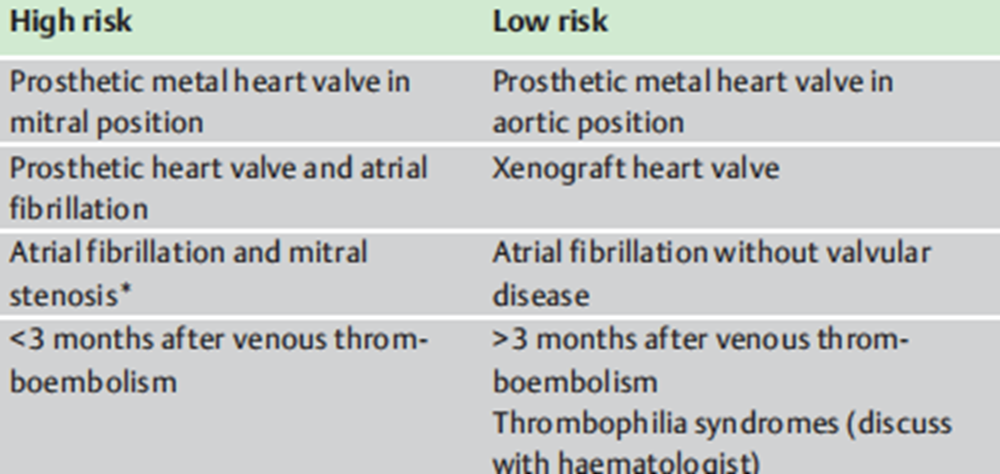 High risk
Low risk
Prosthetic metal heart valve in
mitral position
Prosthetic metal heart valve in
aortic position
Prosthetic heart valve and atrial
fibrillation
Xenograft heart valve
Atrial fibrillation and mitral
stenosis*
Atrial fibrillation without valvular
disease
<3 months after venous throm-
boembolism
>3 months after venous throm-
boembolism
Thrombophilia syndromes (discuss
with haematologist)